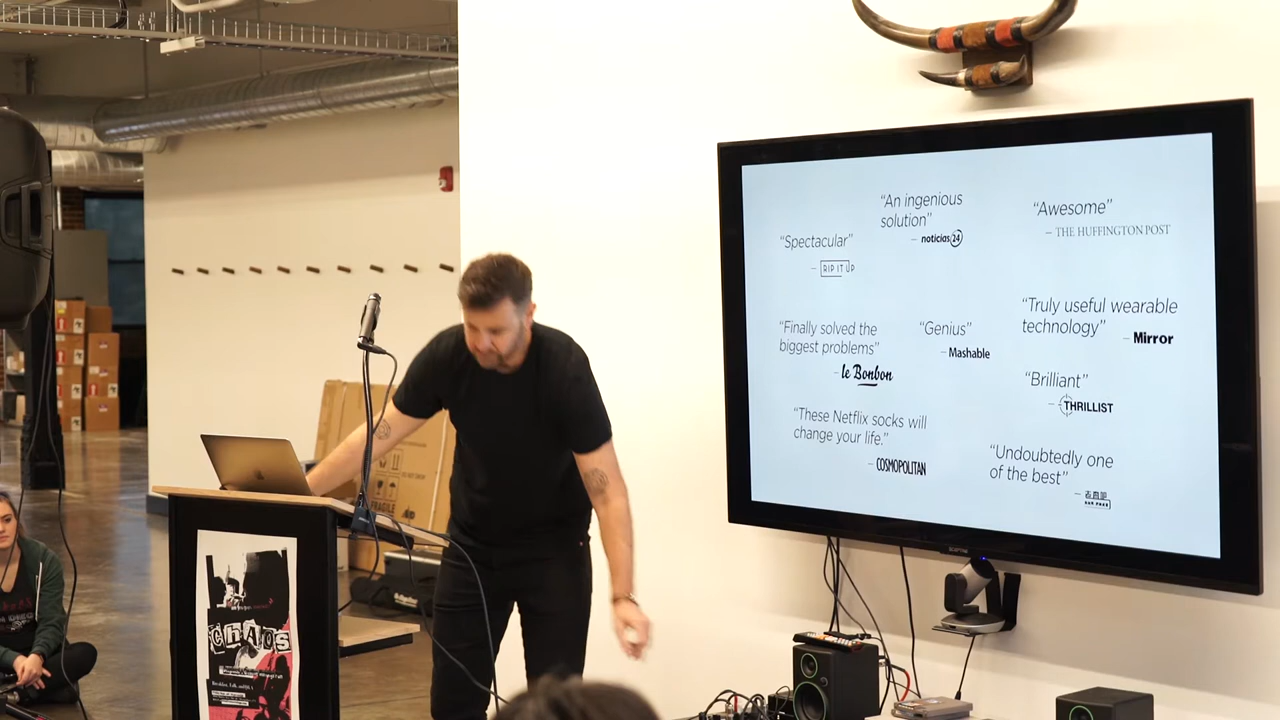 “An ingenious
solution”
– noticias24
“Awesome”
– THE HUFFINGTON POST
“Spectacular”
– RIP IT UP
“Truly useful wearable
technology”
– Mirror
“Finally solved the
biggest problems”
– le Bonbon
“Genius”
– Mashable
“Brilliant”
– THRILLIST
“These Netflix socks will
change your life.”
– COSMOPOLITAN
“Undoubtedly one
of the best”
CHAOS
FRAGILE